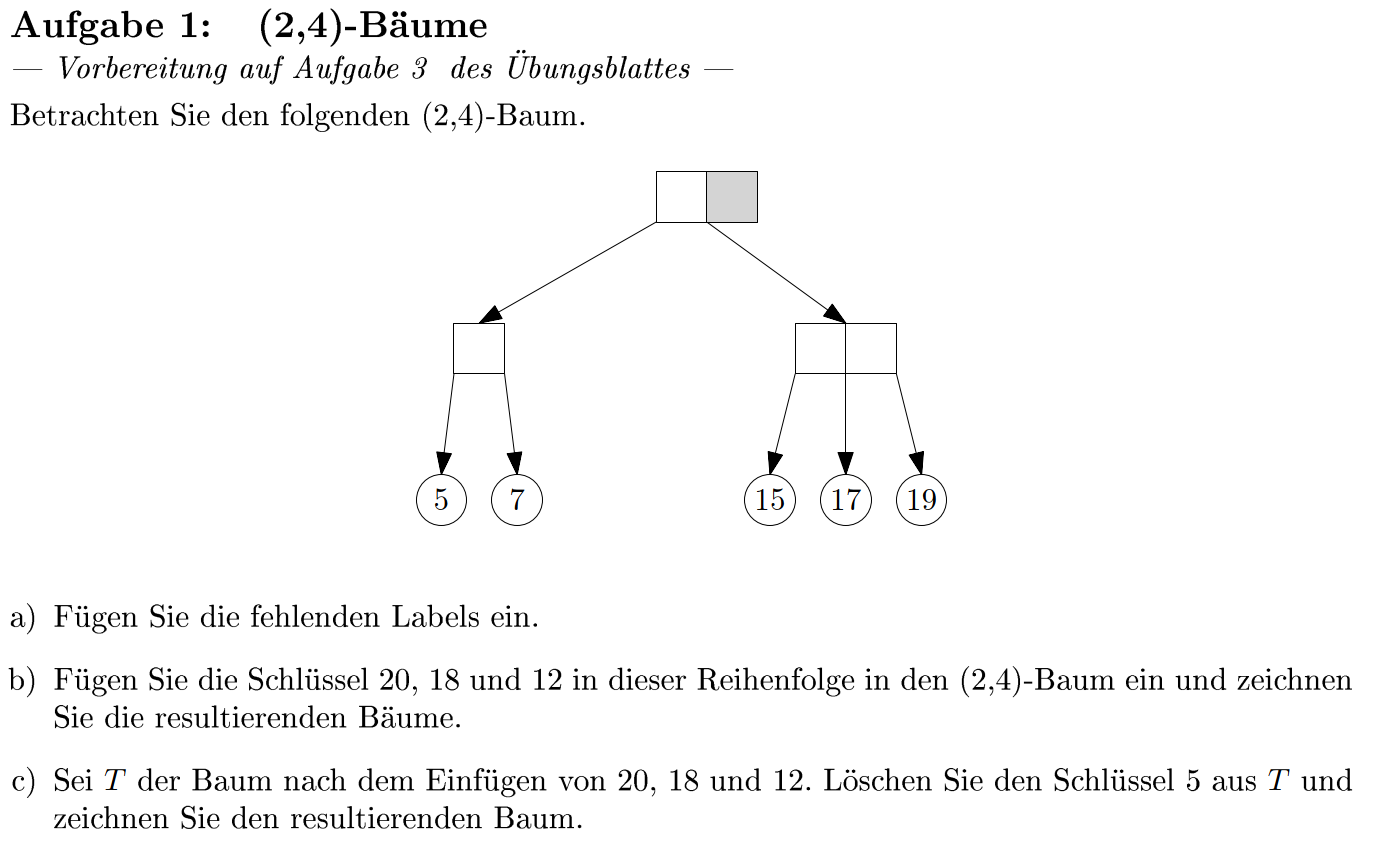 Aufgabe 1: (2,4)-Bäume
— Vorbereitung auf Aufgabe 3 des Übungsblattes —
Betrachten Sie den folgenden (2,4)-Baum.
5 7 15 17 19
a) Fügen Sie die fehlenden Labels ein.
b) Fügen Sie die Schlüssel 20, 18 und 12 in dieser Reihenfolge in den (2,4)-Baum ein und zeichnen
Sie die resultierenden Bäume.
c) Sei T der Baum nach dem Einfügen von 20, 18 und 12. Löschen Sie den Schlüssel 5 aus T und
zeichnen Sie den resultierenden Baum.